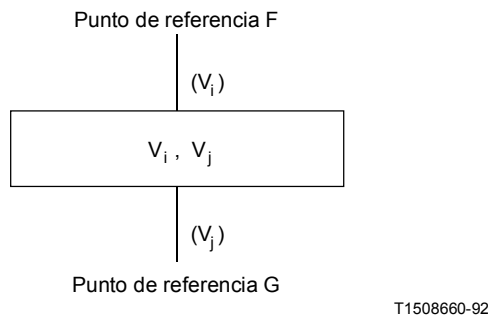 Punto de referencia F
(Vi)
Vi , Vj
(Vj)
Punto de referencia G
T1508660-92